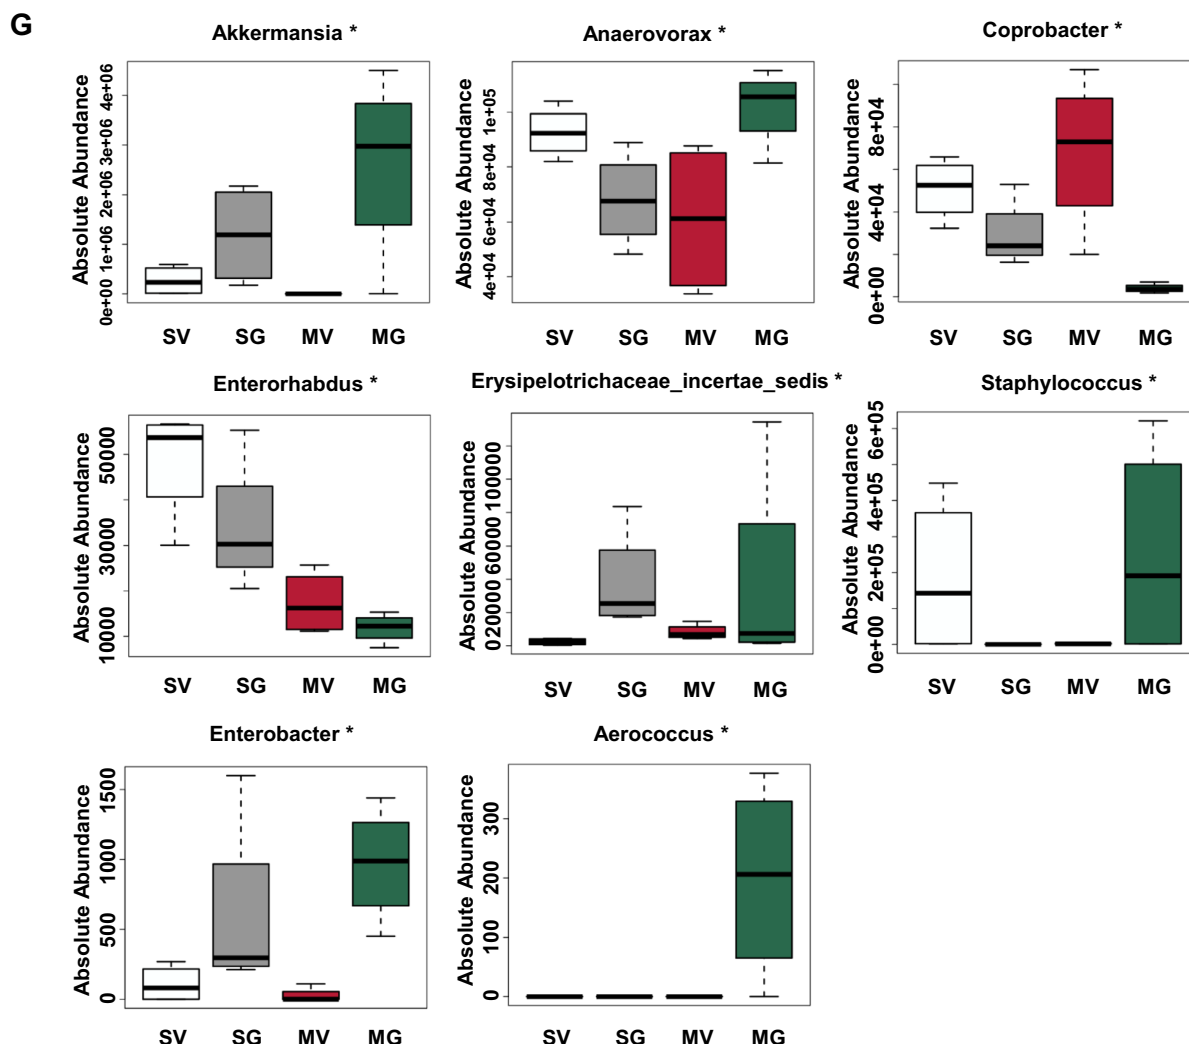 G
Akkermansia *
Anaerovorax *
Coprobacter *
Absolute Abundance
0e+00 1e+06 2e+06 3e+06 4e+06
SV SG MV MG
Absolute Abundance
4e+04 6e+04 8e+04 1e+05
SV SG MV MG
Absolute Abundance
0e+00 4e+04 8e+04
SV SG MV MG
Enterorhabdus *
Erysipelotrichaceae_incertae_sedis *
Staphylococcus *
Absolute Abundance
10000 30000 50000
SV SG MV MG
Absolute Abundance
0 20000 60000 100000
SV SG MV MG
Absolute Abundance
0e+00 2e+05 4e+05 6e+05
SV SG MV MG
Enterobacter *
Aerococcus *
Absolute Abundance
0 500 1000 1500
SV SG MV MG
Absolute Abundance
0 100 200 300
SV SG MV MG